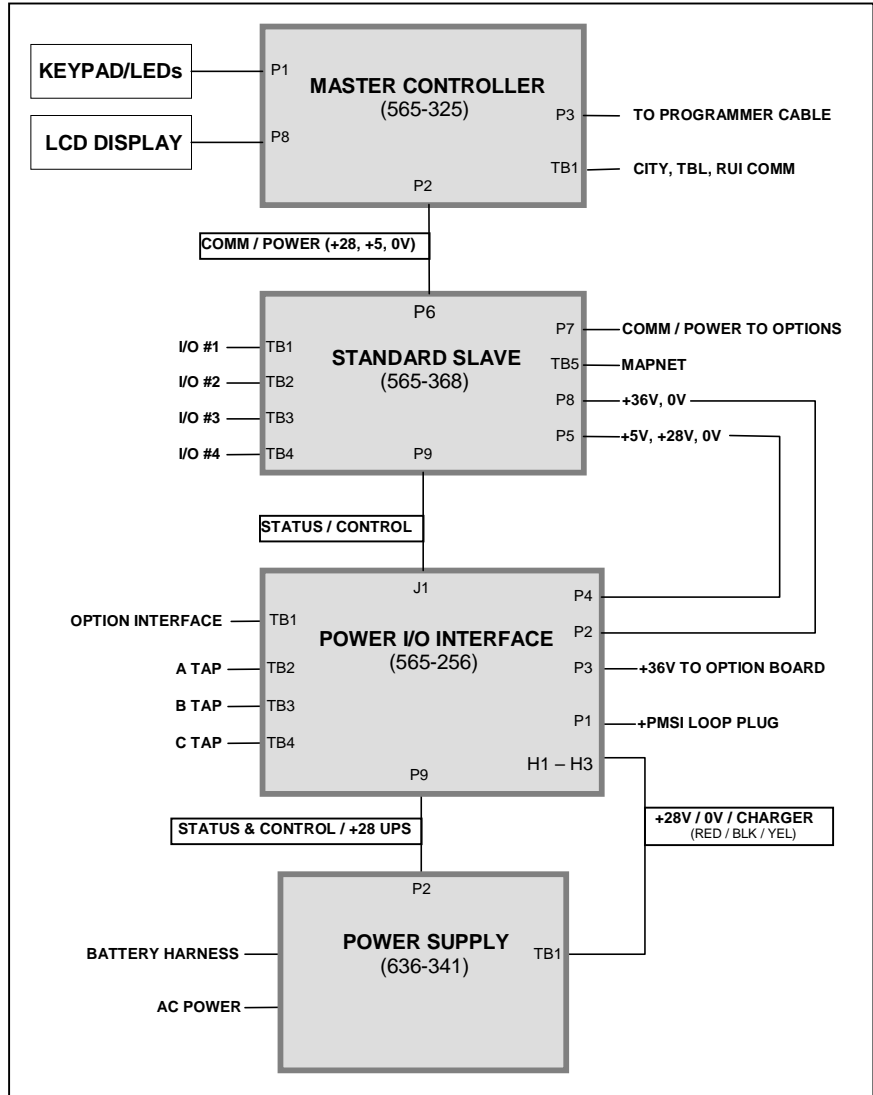 KEYPAD/LEDs
P1
MASTER CONTROLLER
(565-325)
P3
TO PROGRAMMER CABLE
LCD DISPLAY
P8
TB1
CITY, TBL, RUI COMM
P2
COMM / POWER (+28, +5, 0V)
P6
P7
COMM / POWER TO OPTIONS
I/O #1
TB1
STANDARD SLAVE
(565-368)
TB5
MAPNET
I/O #2
TB2
P8
+36V, 0V
I/O #3
TB3
P5
+5V, +28V, 0V
I/O #4
TB4
P9
STATUS / CONTROL
J1
P4
OPTION INTERFACE
TB1
POWER I/O INTERFACE
(565-256)
P2
A TAP
TB2
P3
+36V TO OPTION BOARD
B TAP
TB3
P1
+PMSI LOOP PLUG
C TAP
TB4
H1 – H3
P9
STATUS & CONTROL / +28 UPS
+28V / 0V / CHARGER
(RED / BLK / YEL)
P2
POWER SUPPLY
(636-341)
BATTERY HARNESS
TB1
AC POWER